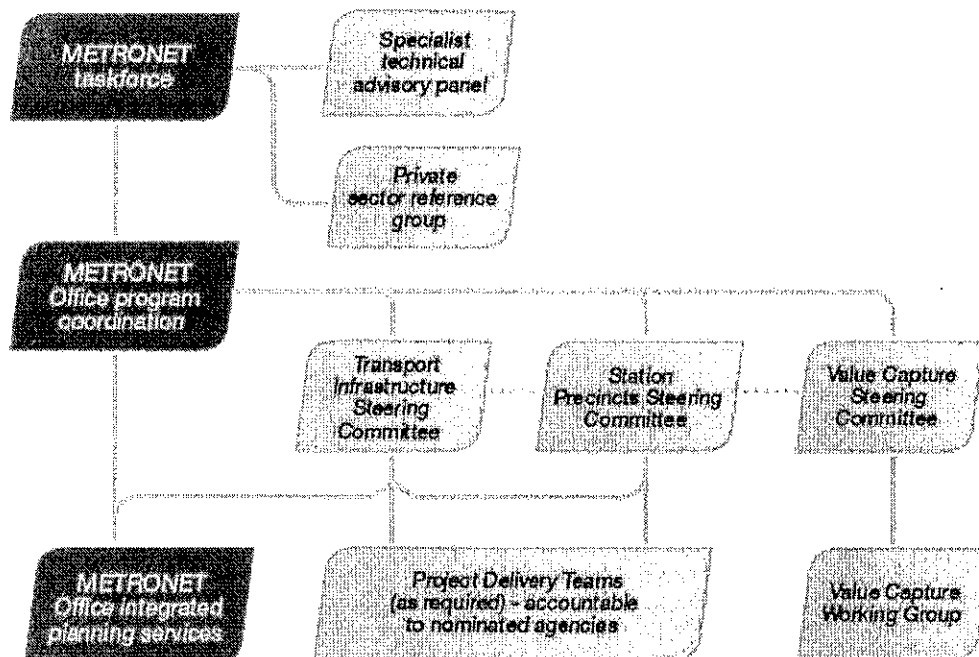 METRONET
taskforce
Specialist
technical
advisory panel
Private
sector reference
group
METRONET
Office program
coordination
Transport
Infrastructure
Steering
Committee
Station
Precincts Steering
Committee
Value Capture
Steering
Committee
METRONET
Office integrated
planning services
Project Delivery Teams
(as required) - accountable
to nominated agencies
Value Capture
Working Group